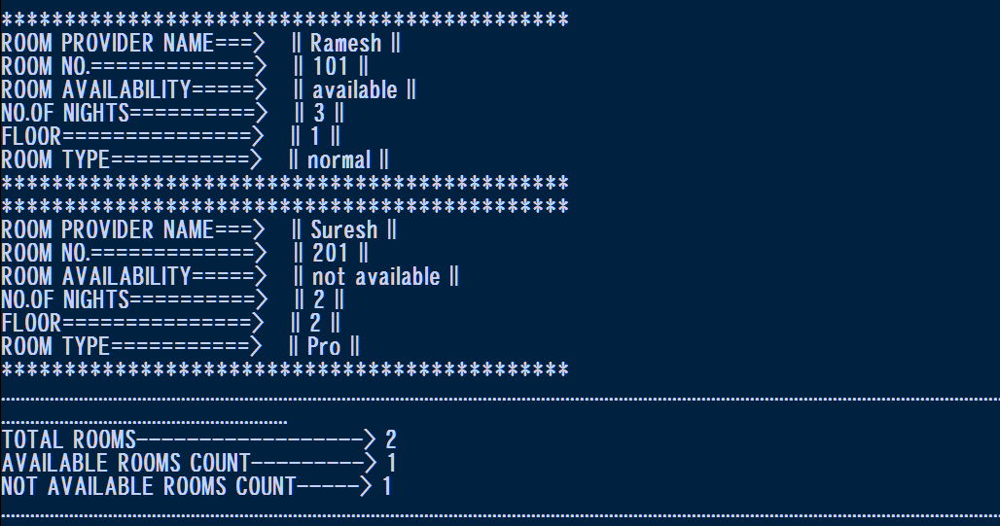 *********************************************
ROOM PROVIDER NAME===>   || Ramesh ||
ROOM NO.=============>   || 101 ||
ROOM AVAILABILITY=====>   || available ||
NO.OF NIGHTS==========>   || 3 ||
FLOOR===============>   || 1 ||
ROOM TYPE===========>   || normal ||
*********************************************
*********************************************
ROOM PROVIDER NAME===>   || Suresh ||
ROOM NO.=============>   || 201 ||
ROOM AVAILABILITY=====>   || not available ||
NO.OF NIGHTS==========>   || 2 ||
FLOOR===============>   || 2 ||
ROOM TYPE===========>   || Pro ||
*********************************************
........................................................................................................................
..................................................
TOTAL ROOMS------------------> 2
AVAILABLE ROOMS COUNT---------> 1
NOT AVAILABLE ROOMS COUNT-----> 1
........................................................................................................................